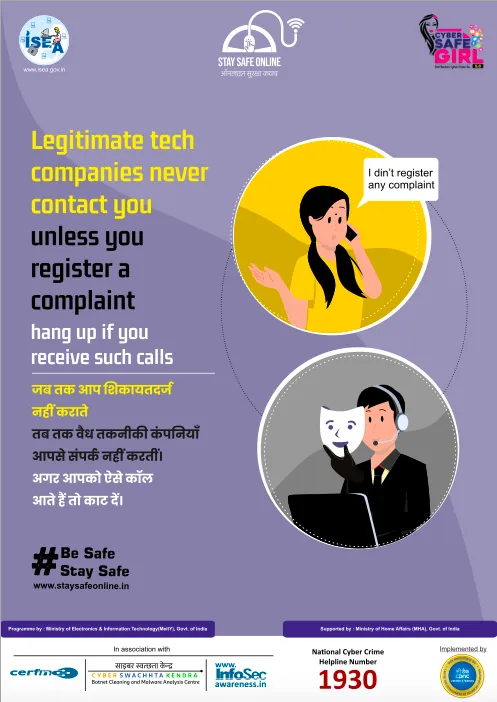 ISEA
www.isea.gov.in
STAY SAFE ONLINE
ऑनलाइन सुरक्षा करना
CYBER
SAFE
GIRL
Legitimate tech
companies never
contact you
unless you
register a
complaint
hang up if you
receive such calls
I din't register
any complaint
जब तक आप शिकायतदर्ज
नहीं कराते
तब तक वैध तकनीकी कंपनियाँ
आपसे संपर्क नहीं करतीं।
अगर आपको ऐसे कॉल
आते हैं तो काट दें।
#Be Safe
Stay Safe
www.staysafeonline.in
Programme by : Ministry of Electronics & Information Technology(MeitY), Govt. of India
Supported by : Ministry of Home Affairs (MHA), Govt. of India
In association with
साइबर स्वच्छता केन्द्र
CYBER SWACHHTA KENDRA
Botnet Cleaning and Malware Analysis Centre
www.
InfoSec
awareness.in
National Cyber Crime
Helpline Number
1930
Implemented by